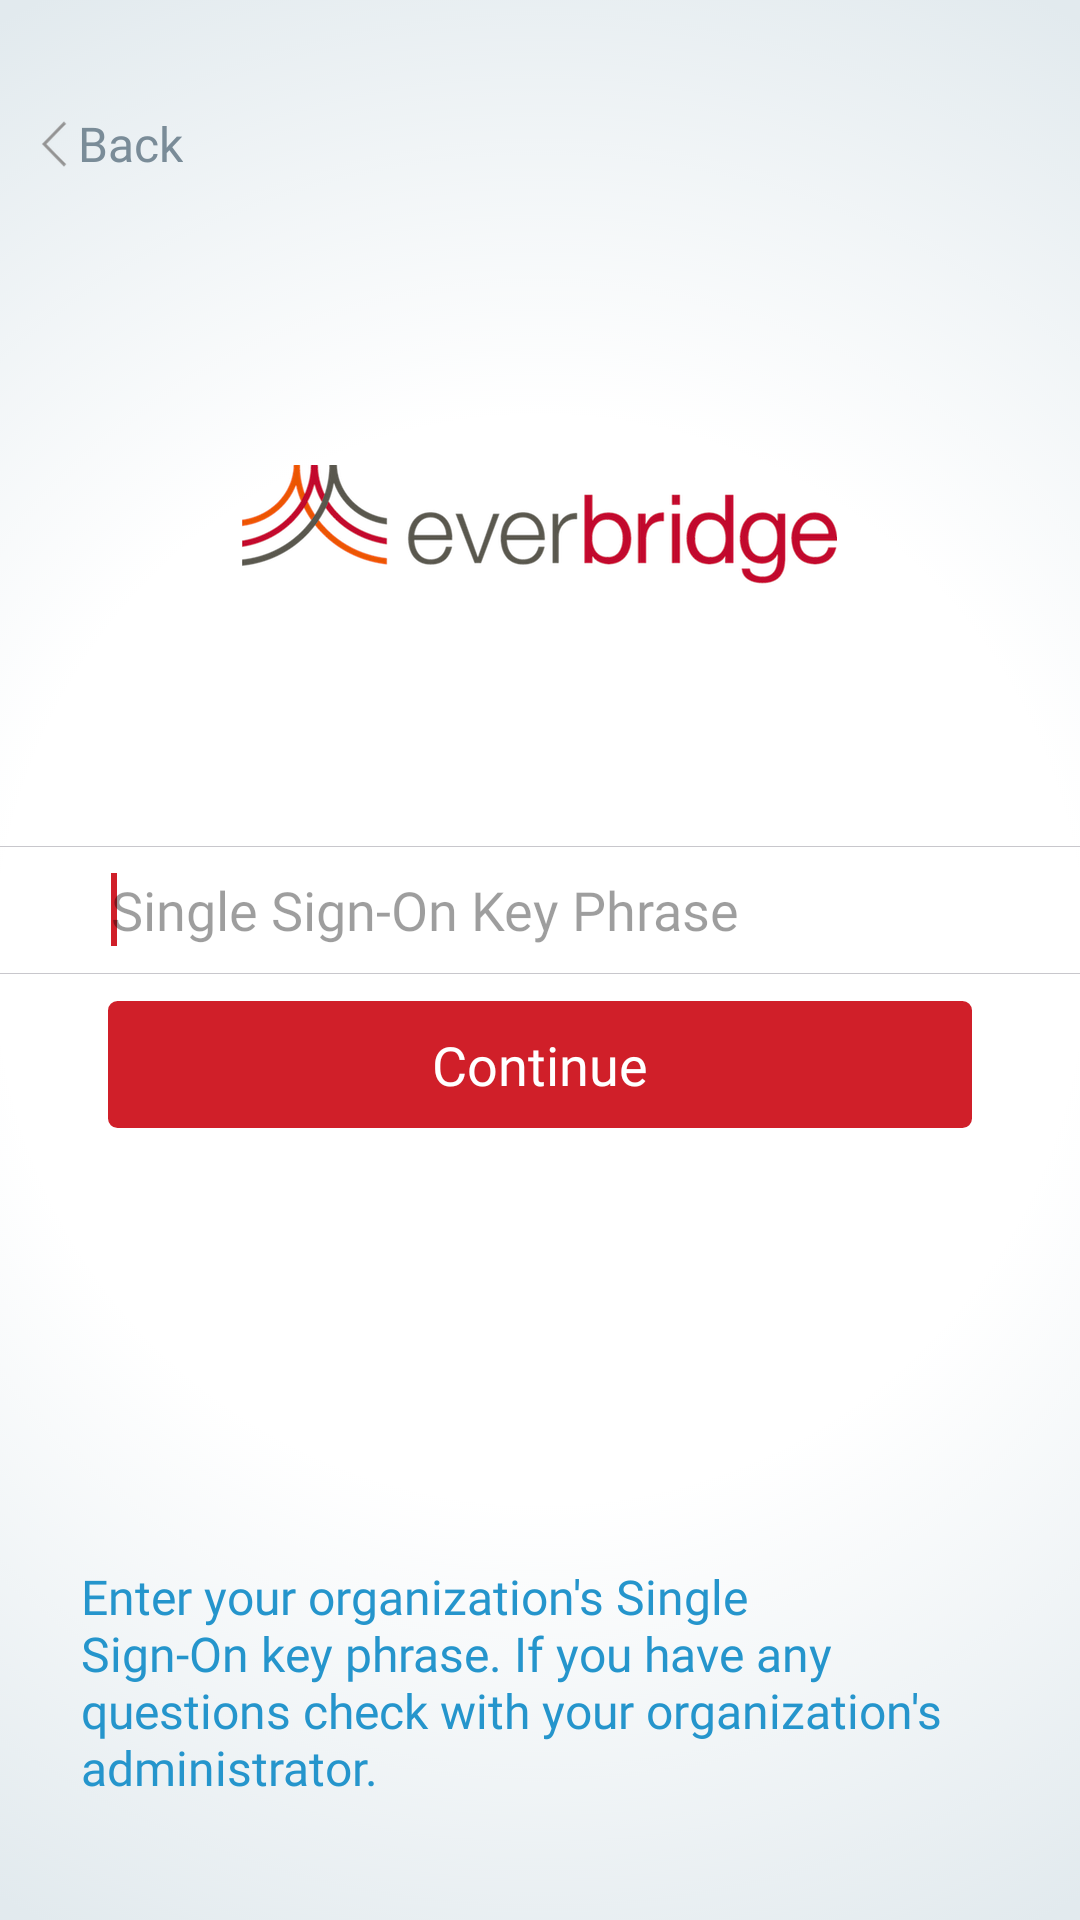 Back
everbridge
Single Sign-On Key Phrase
Continue
Enter your organization's Single
Sign-On key phrase. If you have any
questions check with your organization's
administrator.